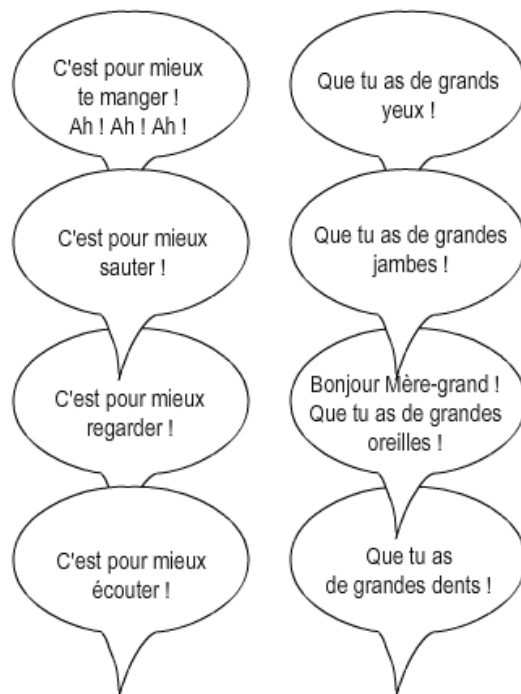 C'est pour mieux
te manger !
Ah ! Ah ! Ah !
Que tu as de grands
yeux !
C'est pour mieux
sauter !
Que tu as de grandes
jambes !
C'est pour mieux
regarder !
Bonjour Mère-grand !
Que tu as de grandes
oreilles !
C'est pour mieux
écouter !
Que tu as
de grandes dents !